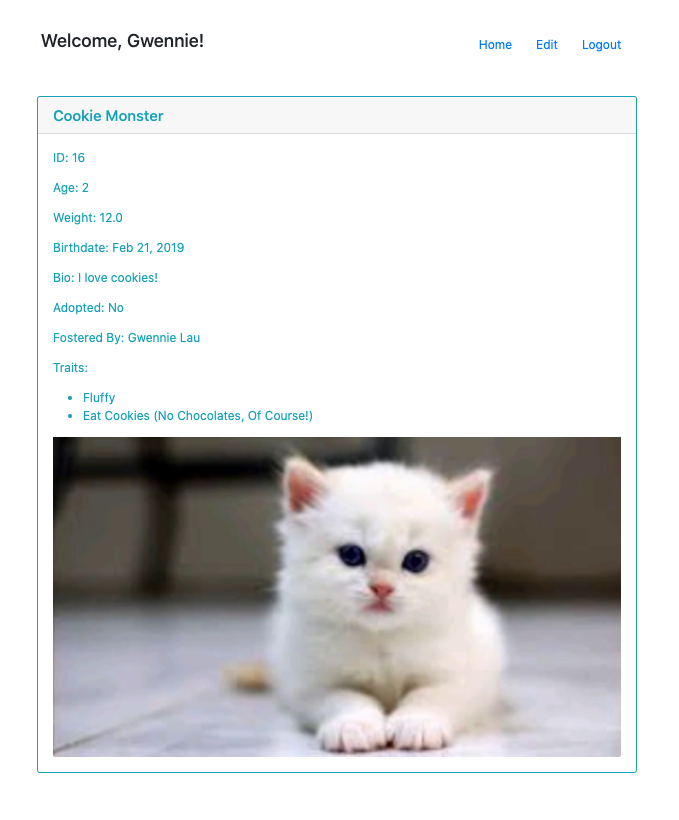 Welcome, Gwennie!
Home Edit Logout
Cookie Monster
ID: 16
Age: 2
Weight: 12.0
Birthdate: Feb 21, 2019
Bio: I love cookies!
Adopted: No
Fostered By: Gwennie Lau
Traits:
Fluffy
Eat Cookies (No Chocolates, Of Course!)